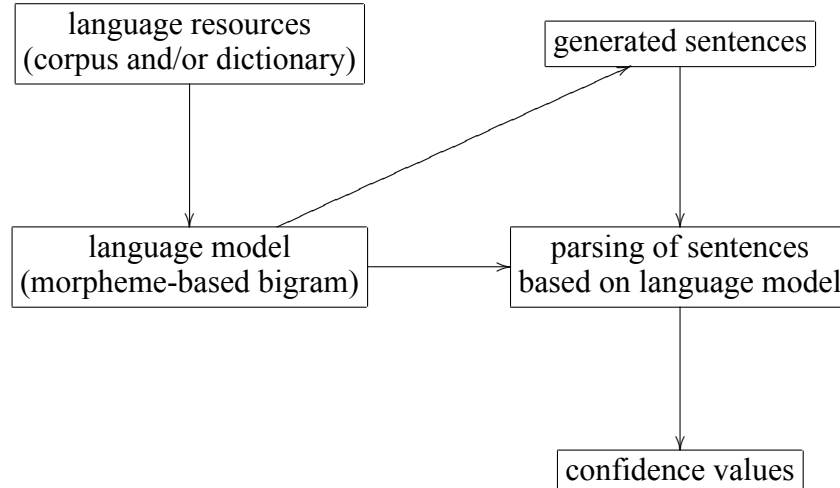 language resources
(corpus and/or dictionary)
generated sentences
language model
(morpheme-based bigram)
parsing of sentences
based on language model
confidence values